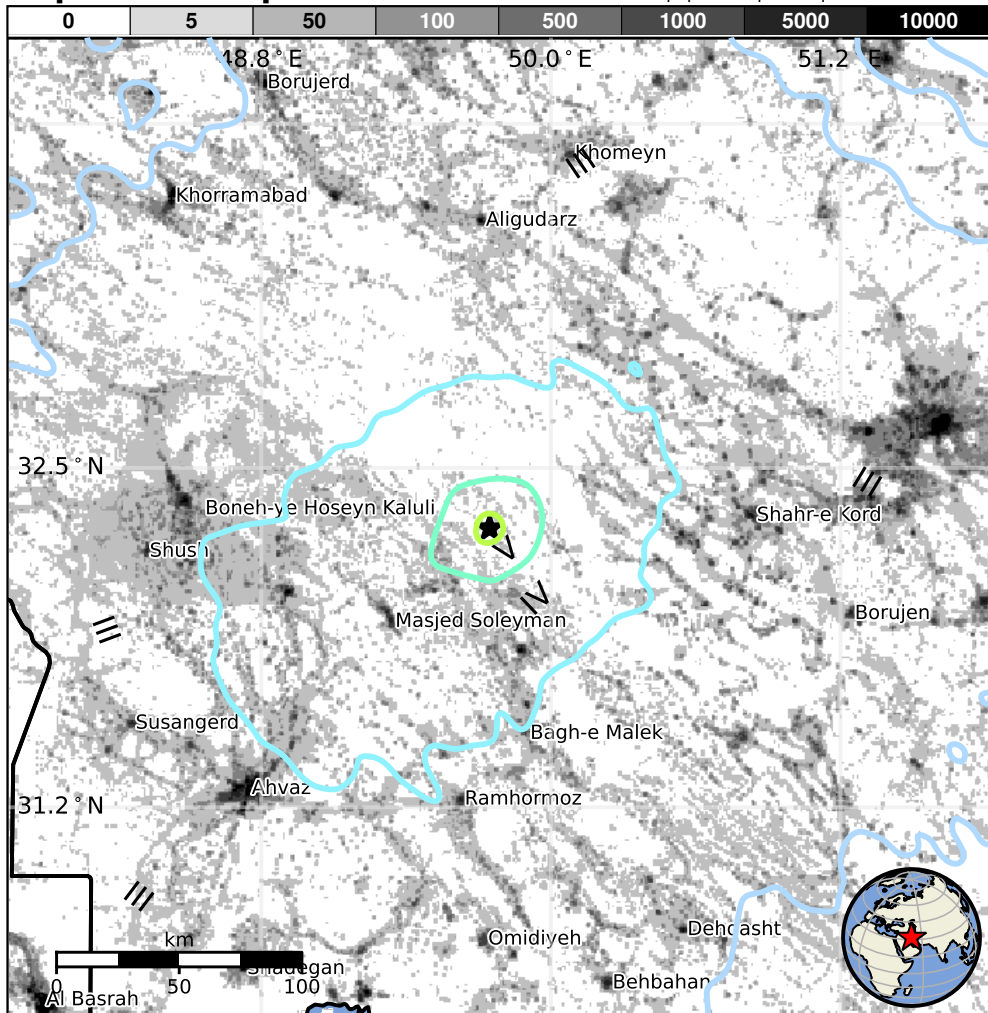 0 5 50 100 500 1000 5000 10000
48.8°E 50.0°E 51.2°E
Borujerd
Khomeyn
III
Khorramabad
Aligudarz
32.5°N
III
Boneh-ye Hoseyn Kaluli
Shahr-e Kord
Shush
V
IV
Masjed Soleyman
Borujen
III
Susangerd
Bagh-e Malek
Ahvaz
Ramhormoz
31.2°N
III
Dehdasht
km
Omidiyeh
Shadegan
0 50 100
Behbahan
Al Basrah